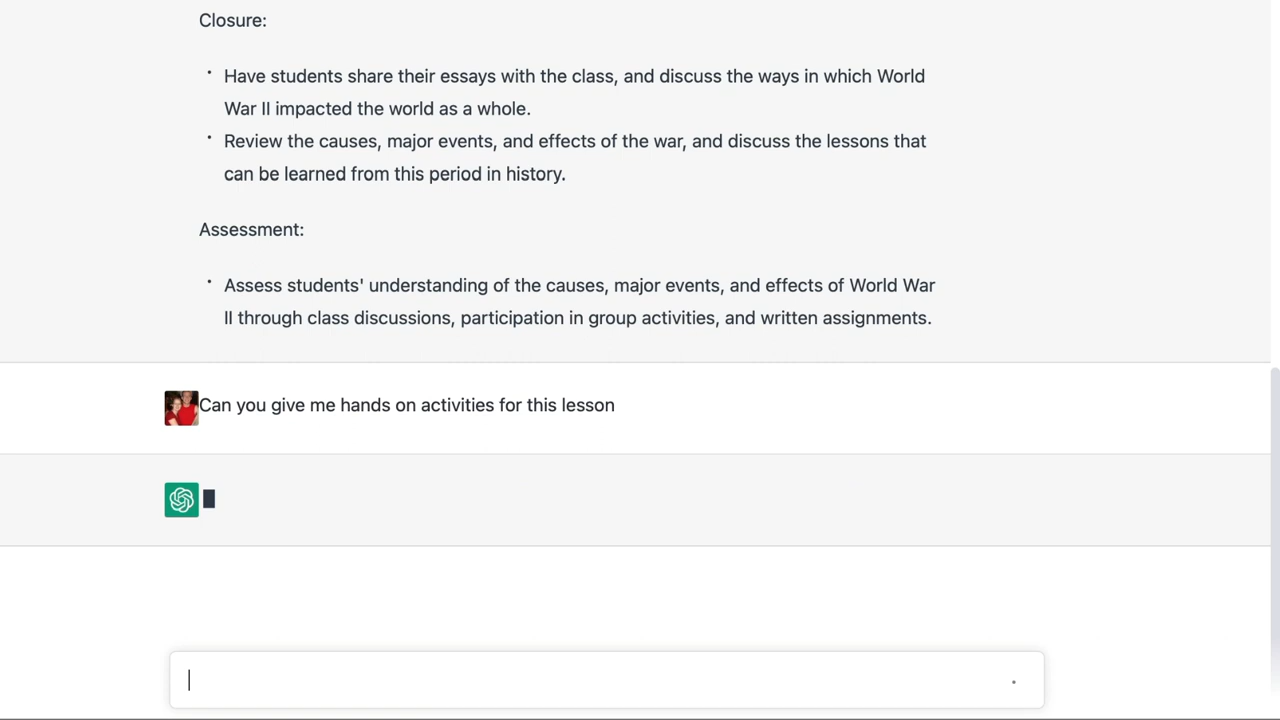 Closure:
· Have students share their essays with the class, and discuss the ways in which World
War II impacted the world as a whole.
· Review the causes, major events, and effects of the war, and discuss the lessons that
can be learned from this period in history.
Assessment:
· Assess students' understanding of the causes, major events, and effects of World War
II through class discussions, participation in group activities, and written assignments.
Can you give me hands on activities for this lesson